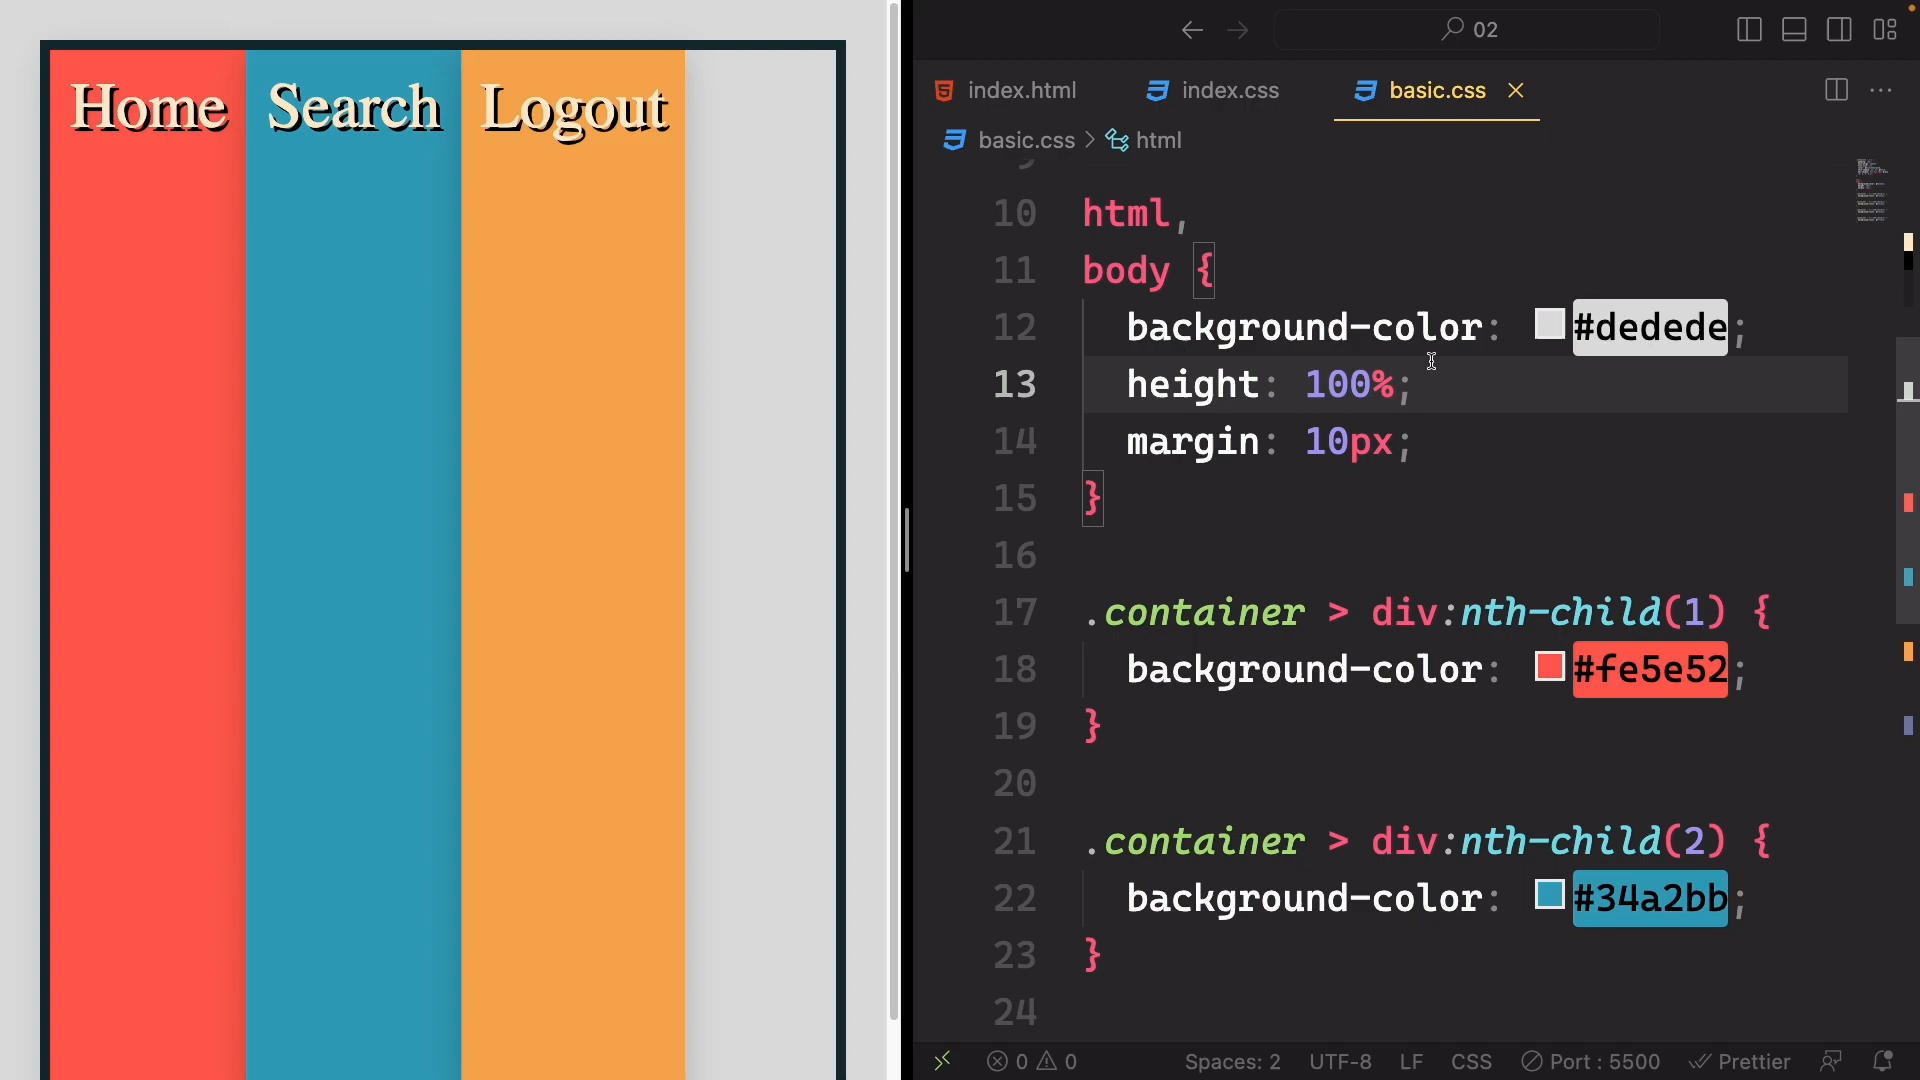 Home Search Logout
02
index.html index.css basic.css
basic.css > html
9
10 html,
11 body {
12 background-color: #dedede;
13 height: 100%;
14 margin: 10px;
15 }
16
17 .container > div:nth-child(1) {
18 background-color: #fe5e52;
19 }
20
21 .container > div:nth-child(2) {
22 background-color: #34a2bb;
23 }
24
0 0 Spaces: 2 UTF-8 LF CSS Port : 5500 Prettier